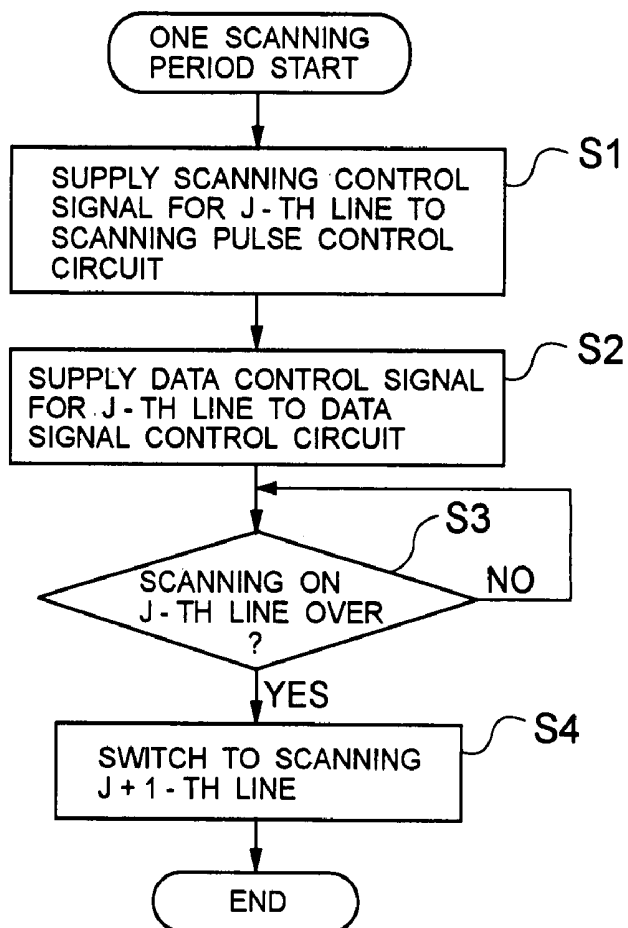 ONE SCANNING
PERIOD START
S1
SUPPLY SCANNING CONTROL
SIGNAL FOR J-TH LINE TO
SCANNING PULSE CONTROL
CIRCUIT
S2
SUPPLY DATA CONTROL SIGNAL
FOR J-TH LINE TO DATA
SIGNAL CONTROL CIRCUIT
S3
SCANNING ON
J-TH LINE OVER
?
NO
YES
S4
SWITCH TO SCANNING
J+1-TH LINE
END